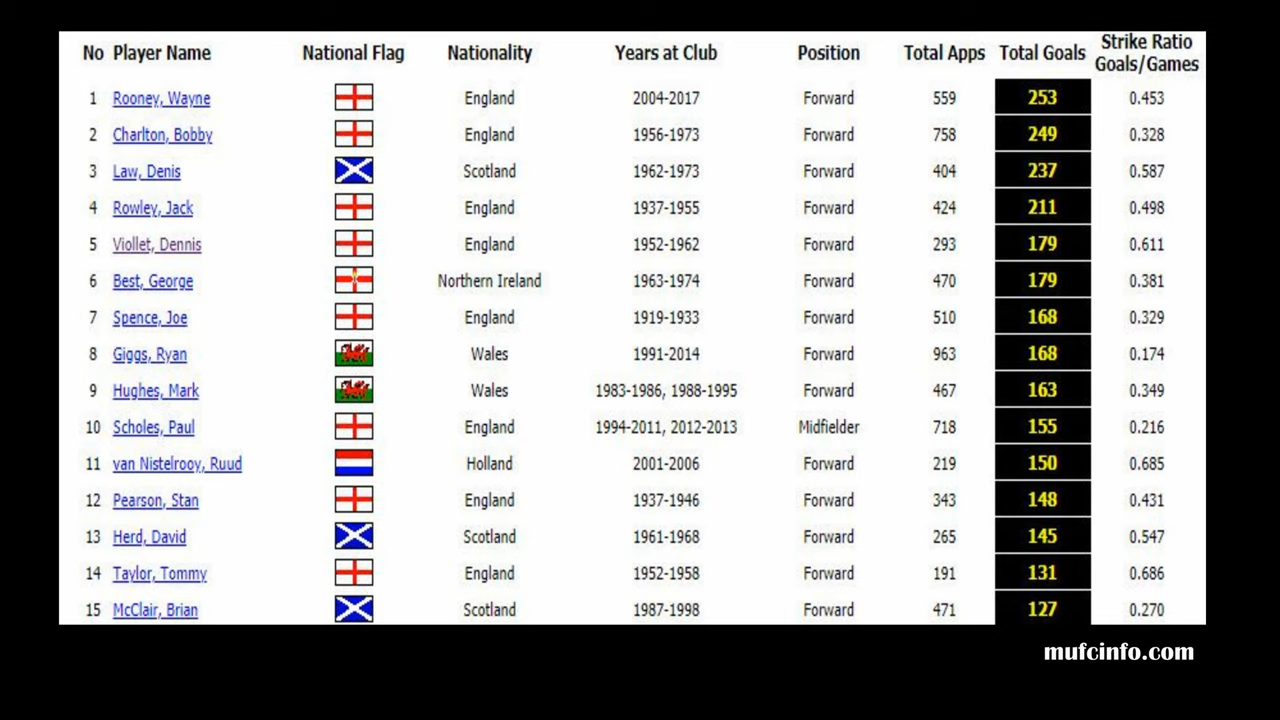 No Player Name National Flag Nationality Years at Club Position Total Apps Total Goals Strike Ratio Goals/Games
1 Rooney, Wayne England 2004-2017 Forward 559 253 0.453
2 Charlton, Bobby England 1956-1973 Forward 758 249 0.328
3 Law, Denis Scotland 1962-1973 Forward 404 237 0.587
4 Rowley, Jack England 1937-1955 Forward 424 211 0.498
5 Viollet, Dennis England 1952-1962 Forward 293 179 0.611
6 Best, George Northern Ireland 1963-1974 Forward 470 179 0.381
7 Spence, Joe England 1919-1933 Forward 510 168 0.329
8 Giggs, Ryan Wales 1991-2014 Forward 963 168 0.174
9 Hughes, Mark Wales 1983-1986, 1988-1995 Forward 467 163 0.349
10 Scholes, Paul England 1994-2011, 2012-2013 Midfielder 718 155 0.216
11 van Nistelrooy, Ruud Holland 2001-2006 Forward 219 150 0.685
12 Pearson, Stan England 1937-1946 Forward 343 148 0.431
13 Herd, David Scotland 1961-1968 Forward 265 145 0.547
14 Taylor, Tommy England 1952-1958 Forward 191 131 0.686
15 McClair, Brian Scotland 1987-1998 Forward 471 127 0.270
mufcinfo.com